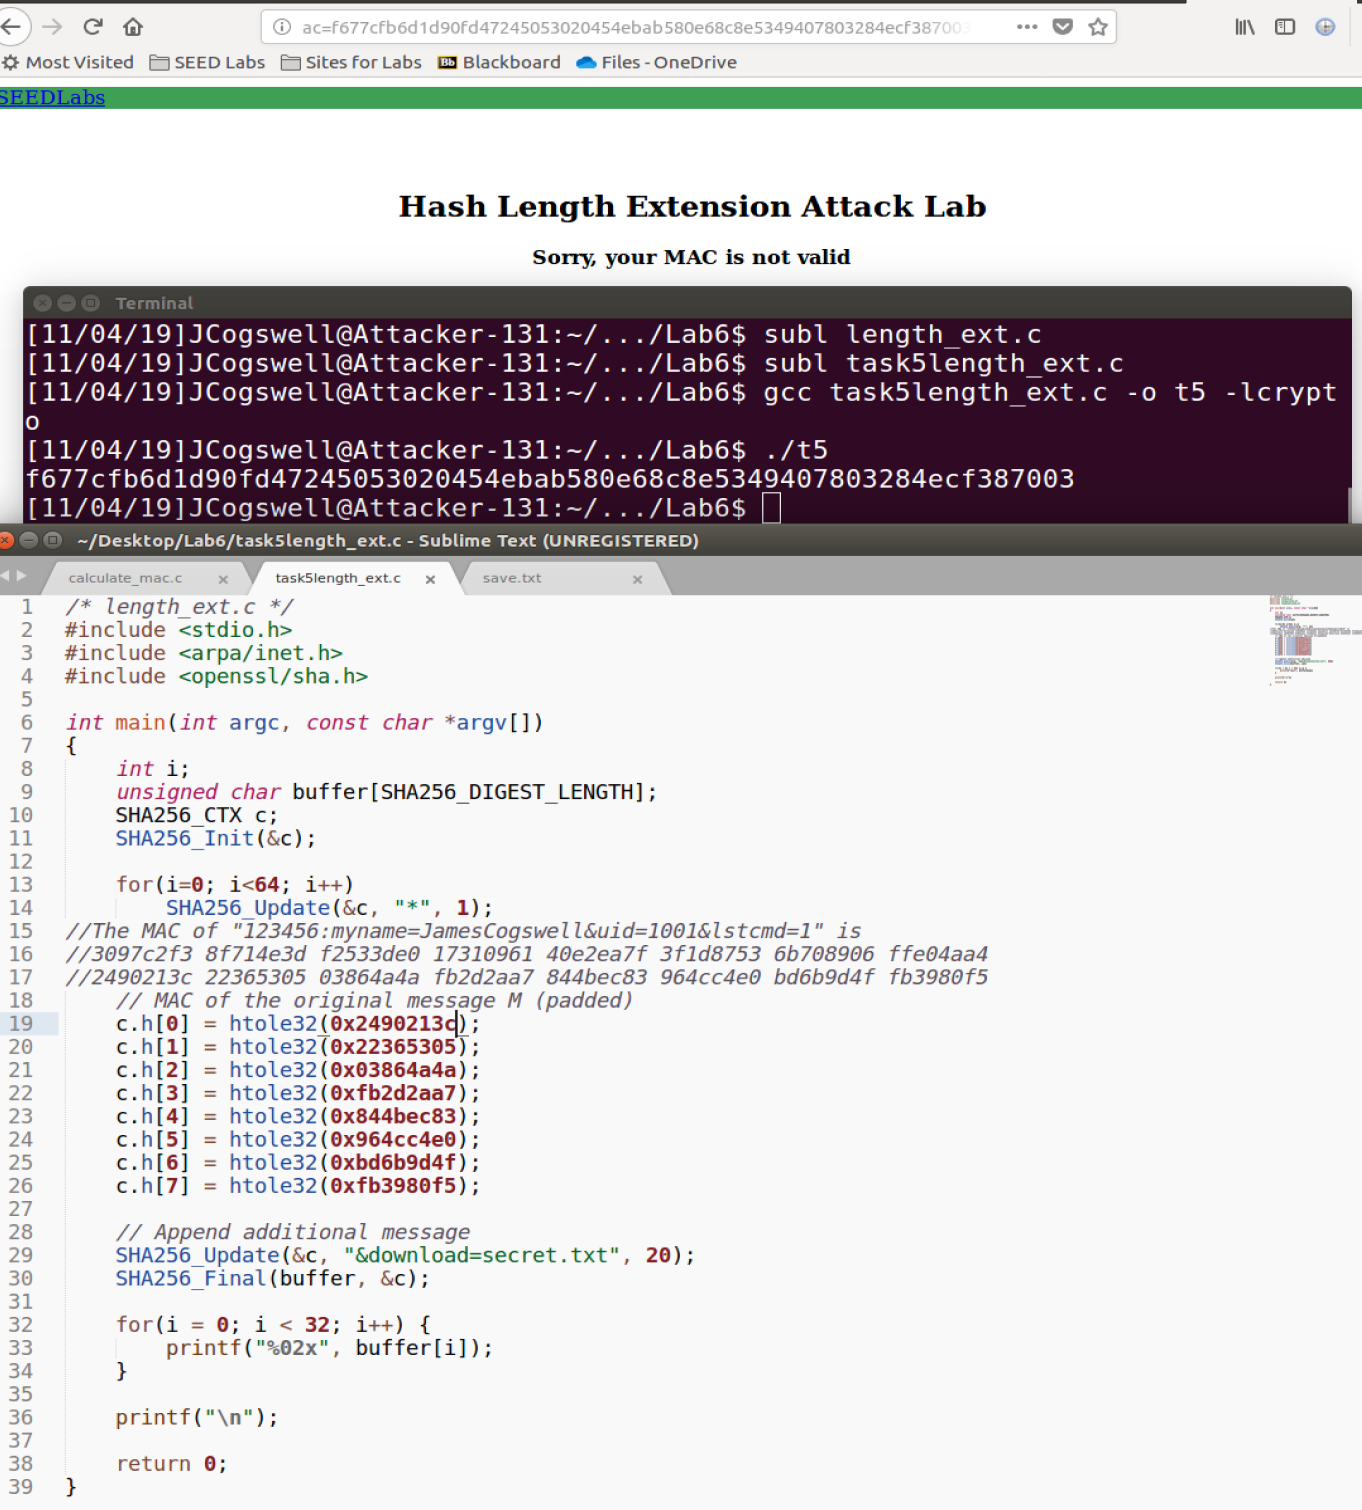 ac=f677cfb6d1d90fd47245053020454ebab580e68c8e5349407803284ecf387003
Most Visited SEED Labs Sites for Labs Bb Blackboard Files - OneDrive
SEEDLabs
Hash Length Extension Attack Lab
Sorry, your MAC is not valid
Terminal
[11/04/19]JCogswell@Attacker-131:~/.../Lab6$ subl length_ext.c
[11/04/19]JCogswell@Attacker-131:~/.../Lab6$ subl task5length_ext.c
[11/04/19]JCogswell@Attacker-131:~/.../Lab6$ gcc task5length_ext.c -o t5 -lcrypt
o
[11/04/19]JCogswell@Attacker-131:~/.../Lab6$ ./t5
f677cfb6d1d90fd47245053020454ebab580e68c8e5349407803284ecf387003
[11/04/19]JCogswell@Attacker-131:~/.../Lab6$
~/Desktop/Lab6/task5length_ext.c - Sublime Text (UNREGISTERED)
calculate_mac.c × task5length_ext.c × save.txt ×
1 /* length_ext.c */
2 #include <stdio.h>
3 #include <arpa/inet.h>
4 #include <openssl/sha.h>
5
6 int main(int argc, const char *argv[])
7 {
8     int i;
9     unsigned char buffer[SHA256_DIGEST_LENGTH];
10     SHA256_CTX c;
11     SHA256_Init(&c);
12
13     for(i=0; i<64; i++)
14         SHA256_Update(&c, "*", 1);
15 //The MAC of "123456:myname=JamesCogswell&uid=1001&lstcmd=1" is
16 //3097c2f3 8f714e3d f2533de0 17310961 40e2ea7f 3f1d8753 6b708906 ffe04aa4
17 //2490213c 22365305 03864a4a fb2d2aa7 844bec83 964cc4e0 bd6b9d4f fb3980f5
18     // MAC of the original message M (padded)
19     c.h[0] = htole32(0x2490213c);
20     c.h[1] = htole32(0x22365305);
21     c.h[2] = htole32(0x03864a4a);
22     c.h[3] = htole32(0xfb2d2aa7);
23     c.h[4] = htole32(0x844bec83);
24     c.h[5] = htole32(0x964cc4e0);
25     c.h[6] = htole32(0xbd6b9d4f);
26     c.h[7] = htole32(0xfb3980f5);
27
28     // Append additional message
29     SHA256_Update(&c, "&download=secret.txt", 20);
30     SHA256_Final(buffer, &c);
31
32     for(i = 0; i < 32; i++) {
33         printf("%02x", buffer[i]);
34     }
35
36     printf("\n");
37
38     return 0;
39 }